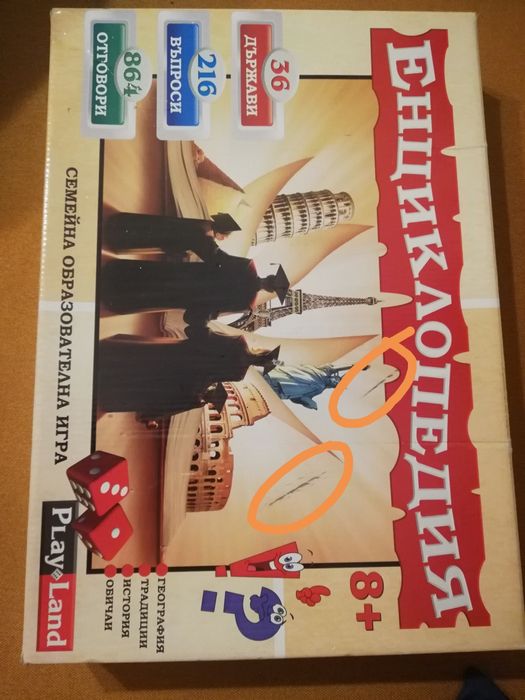 ЕНЦИКЛОПЕДИЯ
36
ДЪРЖАВИ
216
ВЪПРОСИ
864
ОТГОВОРИ
8+
СЕМЕЙНА ОБРАЗОВАТЕЛНА ИГРА
ГЕОГРАФИЯ
ТРАДИЦИИ
ИСТОРИЯ
ОБИЧАИ
PLay Land